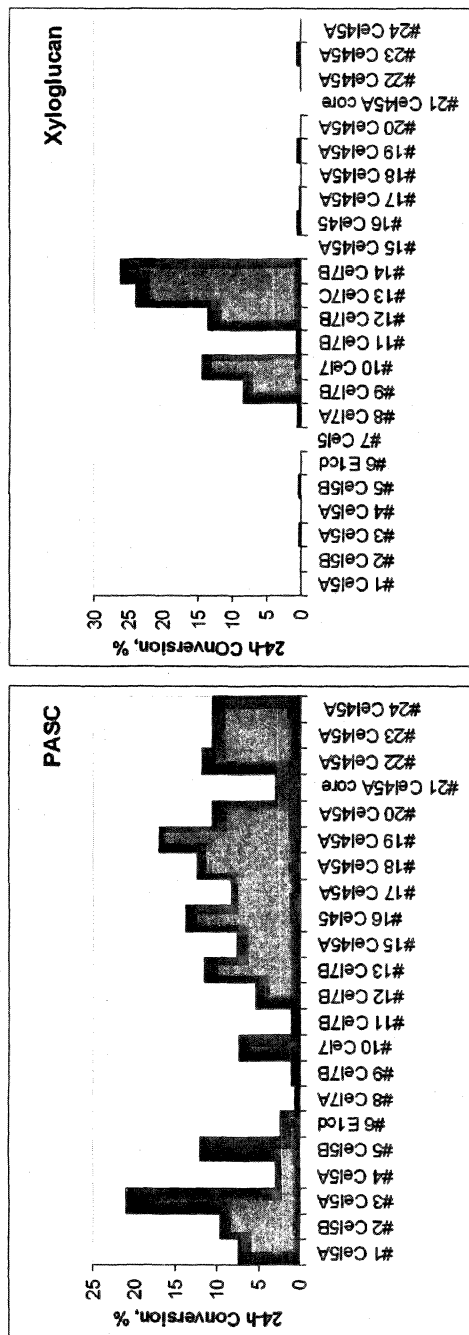 PASC
24-h Conversion, %
25
20
15
10
5
0
#1 Cel5A
#2 Cel5B
#3 Cel5A
#4 Cel5A
#5 Cel5B
#6 E1cd
#8 Cel7A
#9 Cel7B
#10 Cel7
#11 Cel7B
#12 Cel7B
#13 Cel7B
#15 Cel45A
#16 Cel45
#17 Cel45A
#18 Cel45A
#19 Cel45A
#20 Cel45A
#21 Cel45A core
#22 Cel45A
#23 Cel45A
#24 Cel45A
Xyloglucan
24-h COnversion, %
30
25
20
15
10
5
0
#1 Cel5A
#2 Cel5B
#3 Cel5A
#4 Cel5A
#5 Cel5B
#6 E1cd
#7 Cel5
#8 Cel7A
#9 Cel7B
#10 Cel7
#11 Cel7B
#12 Cel7B
#13 Cel7C
#14 Cel7B
#15 Cel45A
#16 Cel45
#17 Cel45A
#18 Cel45A
#19 Cel45A
#20 Cel45A
#21 Cel45A core
#22 Cel45A
#23 Cel45A
#24 Cel45A